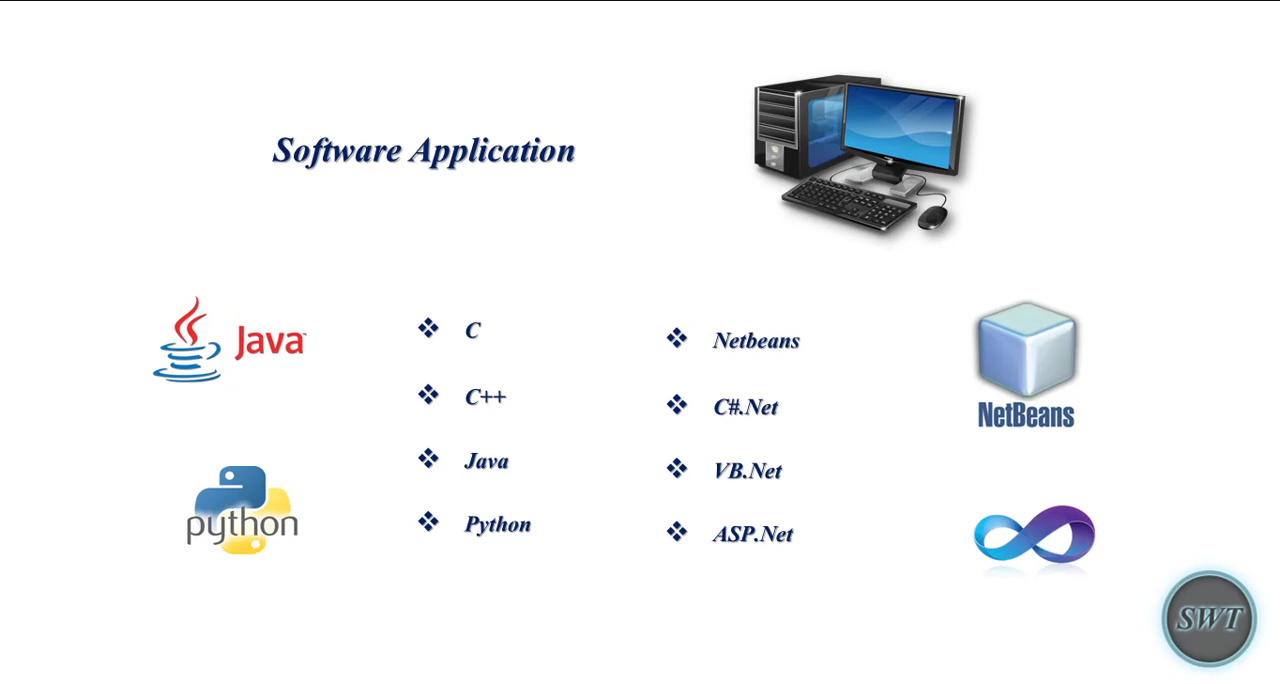 Software Application
Java
C
C++
Java
Python
Netbeans
C#.Net
VB.Net
ASP.Net
NetBeans
python
SWT